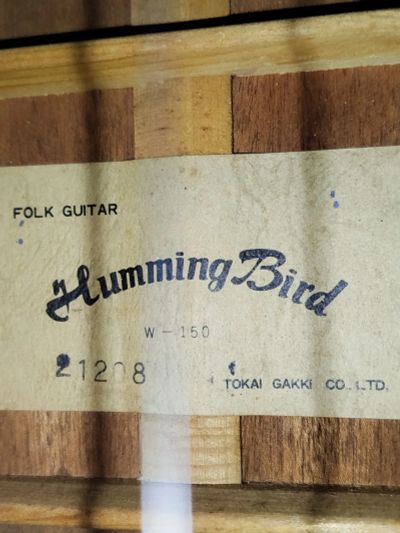 FOLK GUITAR
Humming Bird
W-150
TOKAI GAKKI CO. LTD.